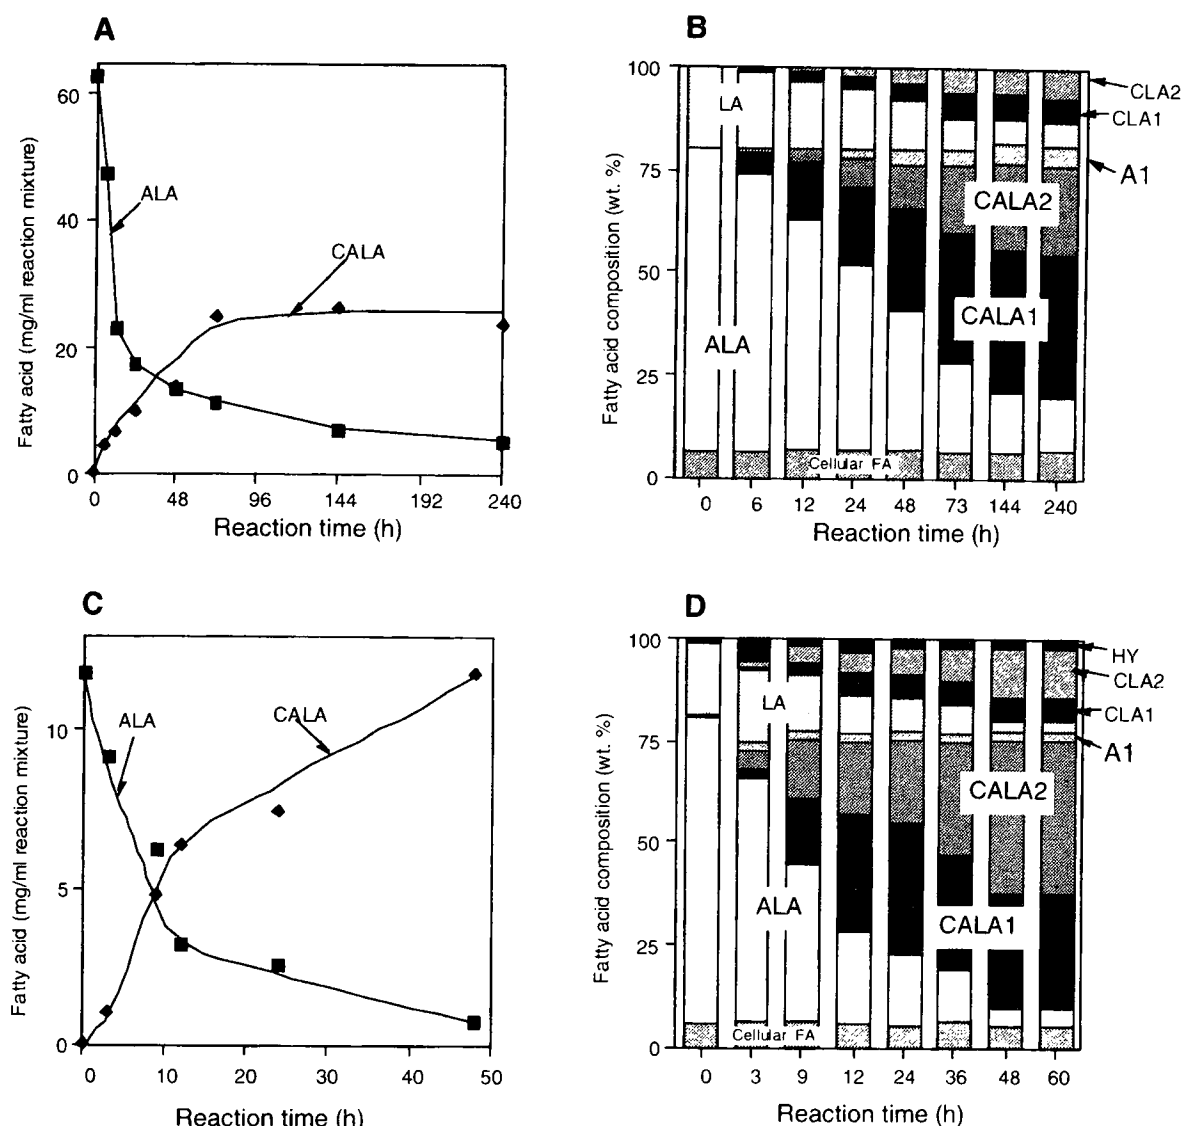 A
Fatty acid (mg/ml reaction mixture)
60
40
20
0
ALA
CALA
0 48 96 144 192 240
Reaction time (h)
B
Fatty acid composition (wt. %)
100
75
50
25
0
LA
ALA
Cellular FA
CALA2
CALA1
CLA2
CLA1
A1
0 6 12 24 48 73 144 240
Reaction time (h)
C
Fatty acid (mg/ml reaction mixture)
10
5
0
ALA
CALA
0 10 20 30 40 50
Reaction time (h)
D
Fatty acid composition (wt. %)
100
75
50
25
0
LA
ALA
Cellular FA
CALA2
CALA1
HY
CLA2
CLA1
A1
0 3 9 12 24 36 48 60
Reaction time (h)